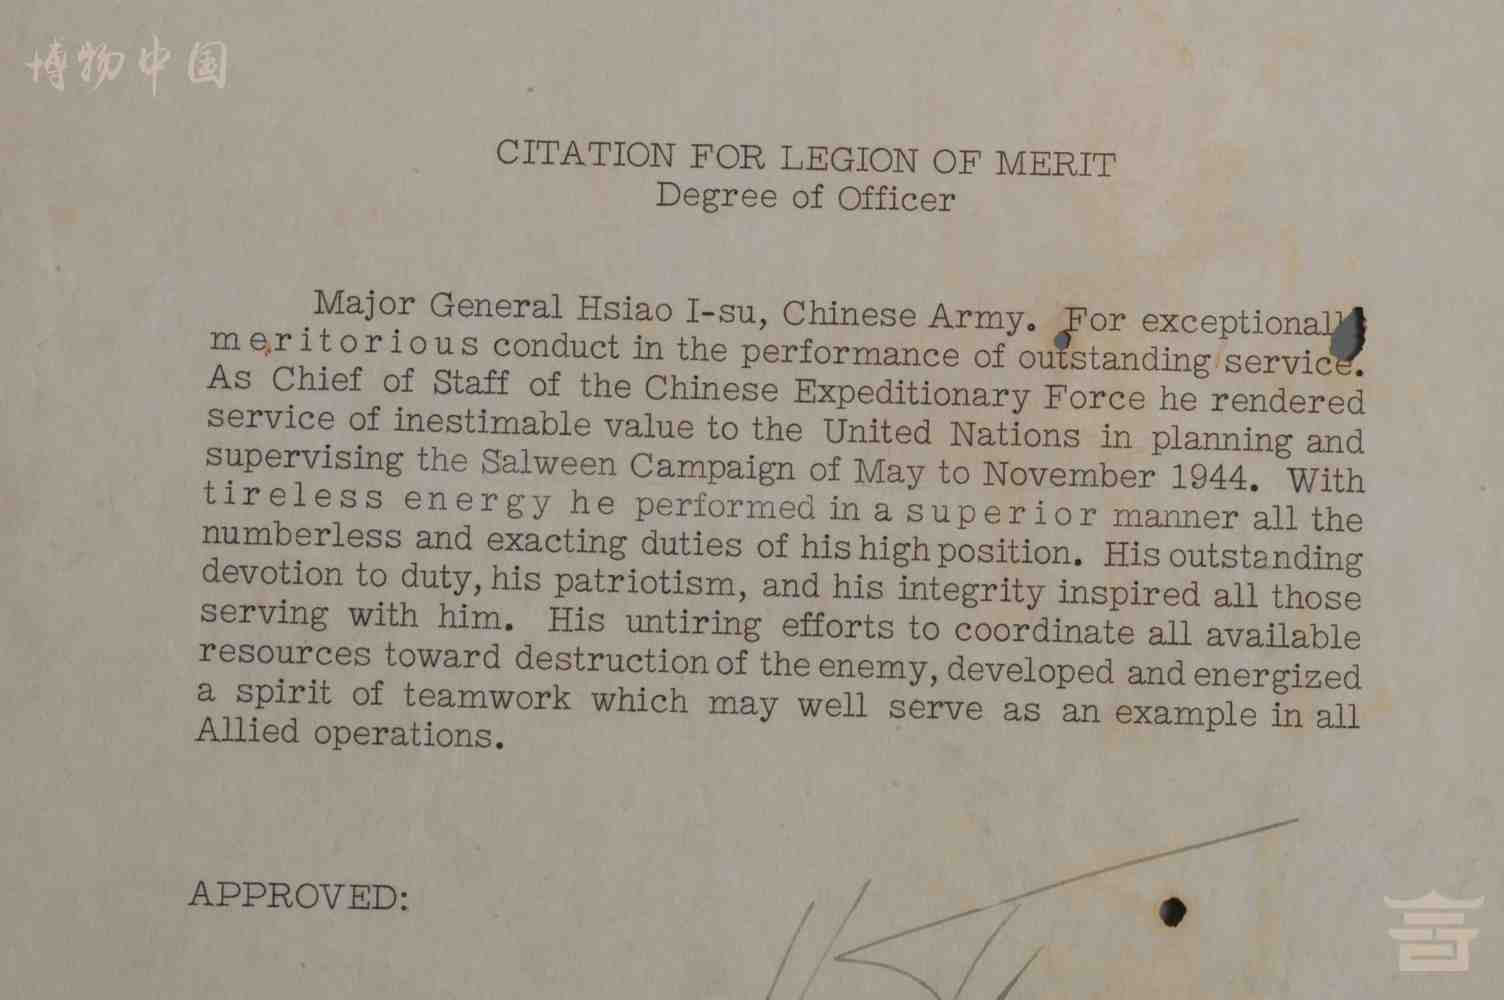 博物中国
CITATION FOR LEGION OF MERIT
Degree of Officer
Major General Hsiao I-su, Chinese Army. For exceptionally
meritorious conduct in the performance of outstanding service.
As Chief of Staff of the Chinese Expeditionary Force he rendered
service of inestimable value to the United Nations in planning and
supervising the Salween Campaign of May to November 1944. With
tireless energy he performed in a superior manner all the
numberless and exacting duties of his high position. His outstanding
devotion to duty, his patriotism, and his integrity inspired all those
serving with him. His untiring efforts to coordinate all available
resources toward destruction of the enemy, developed and energized
a spirit of teamwork which may well serve as an example in all
Allied operations.
APPROVED: